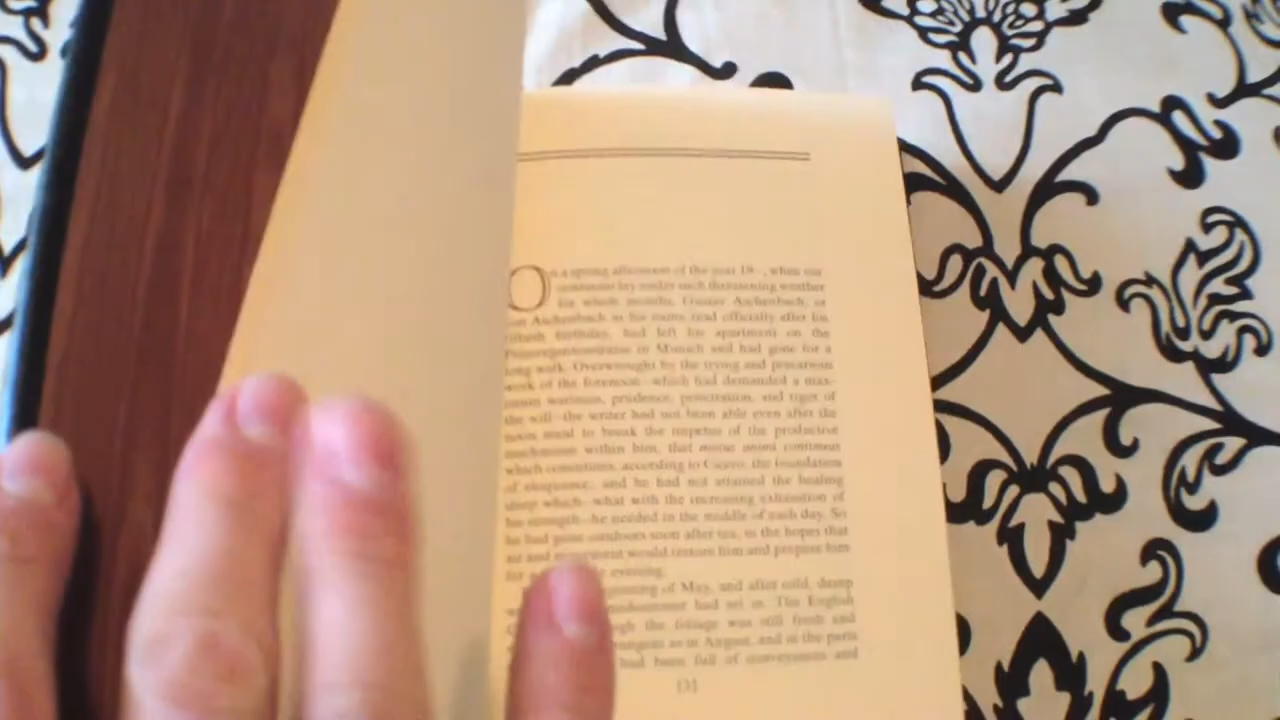 On a spring afternoon of the year 19–, when our
continent lay under such threatening weather
for whole months, Gustav Aschenbach, or
von Aschenbach as his name read officially after his
fiftieth birthday, had left his apartment on the
Prinzregentenstrasse in Munich and had gone for a
long walk. Overwrought by the trying and precarious
work of the forenoon—which had demanded a max-
imum wariness, prudence, penetration, and rigor of
the will—the writer had not been able even after the
noon meal to break the impetus of the productive
mechanism within him, that motus animi continuus
which constitutes, according to Cicero, the foundation
of eloquence; and he had not attained the healing
sleep which—what with the increasing exhaustion of
his strength—he needed in the middle of each day. So
he had gone outdoors soon after tea, in the hopes that
air and movement would restore him and prepare him
for evening.
ginning of May, and after cold, damp
midsummer had set in. The English
gh the foliage was still fresh and
as in August, and in the parts
had been full of conveyances and
[3]